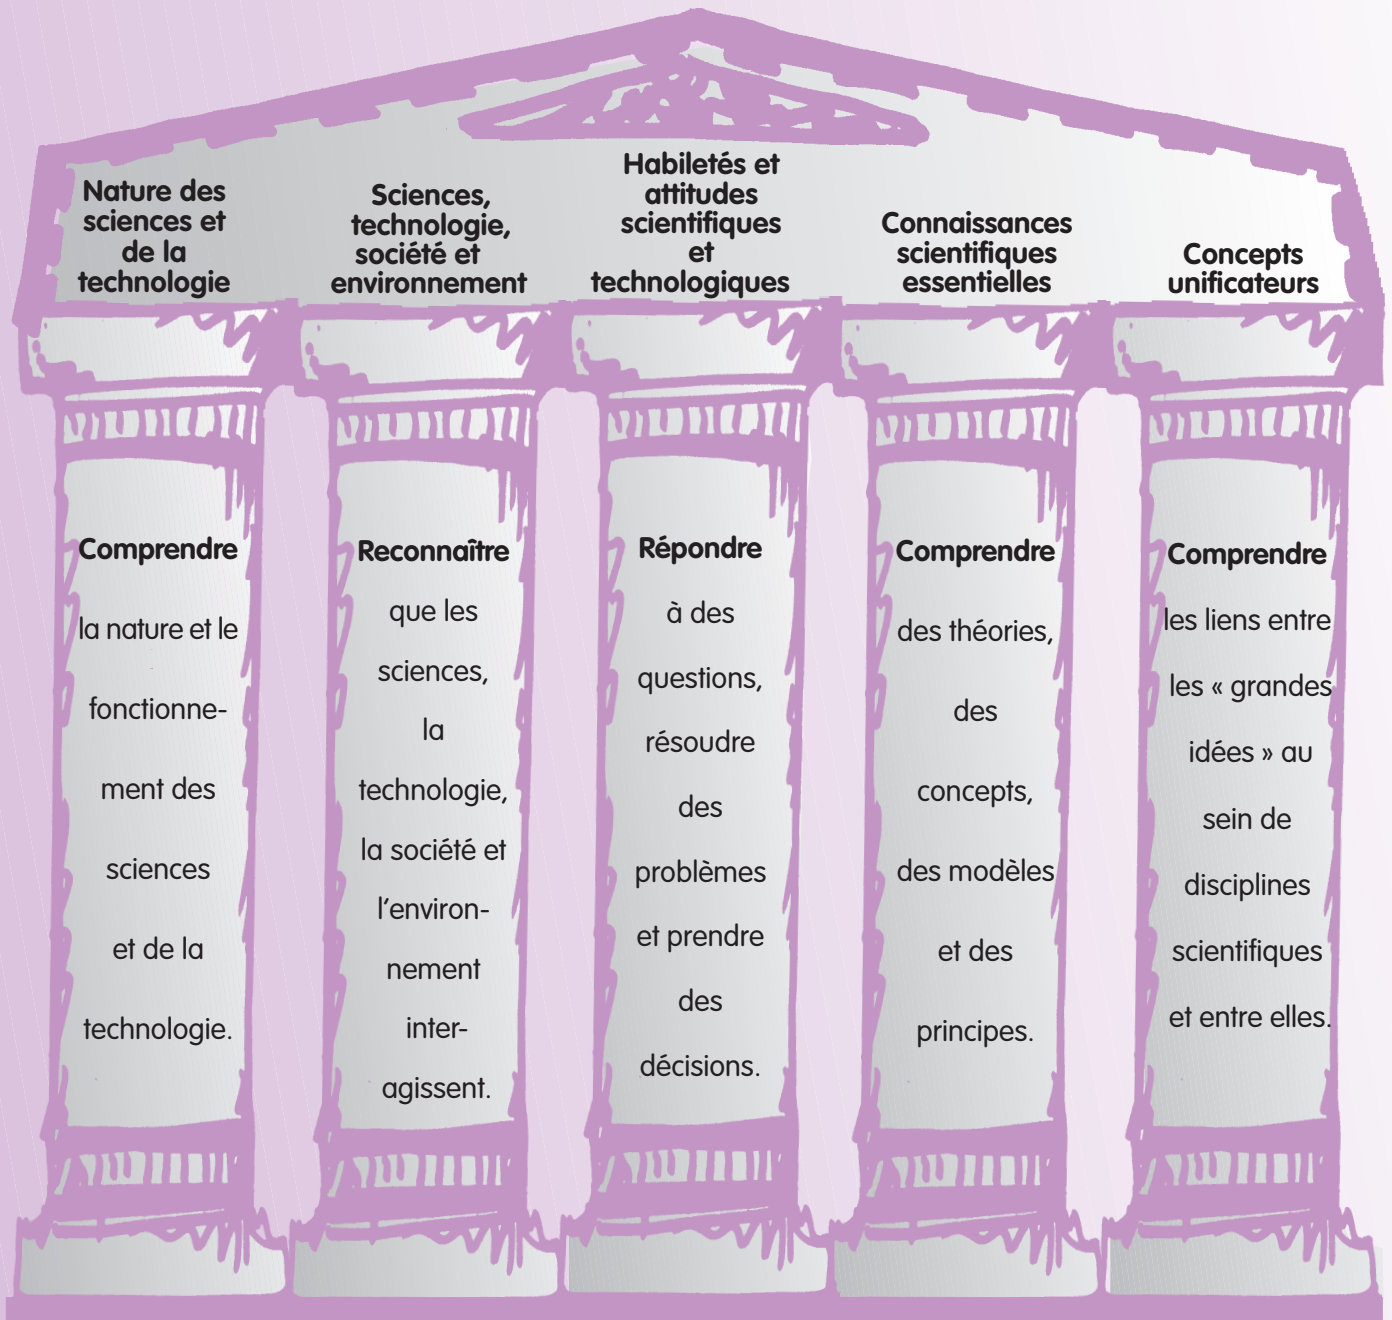 Nature des
sciences et
de la
technologie
Sciences,
technologie,
société et
environnement
Habiletés et
attitudes
scientifiques
et
technologiques
Connaissances
scientifiques
essentielles
Concepts
unificateurs
Comprendre
la nature et le
fonctionne-
ment des
sciences
et de la
technologie.
Reconnaître
que les
sciences,
la
technologie,
la société et
l'environ-
nement
inter-
agissent.
Répondre
à des
questions,
résoudre
des
problèmes
et prendre
des
décisions.
Comprendre
des théories,
des
concepts,
des modèles
et des
principes.
Comprendre
les liens entre
les « grandes
idées » au
sein de
disciplines
scientifiques
et entre elles.